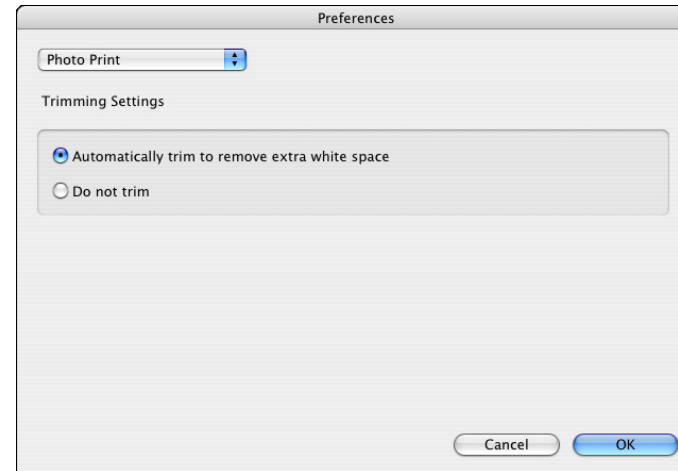 Preferences
Photo Print
Trimming Settings
Automatically trim to remove extra white space
Do not trim
Cancel OK